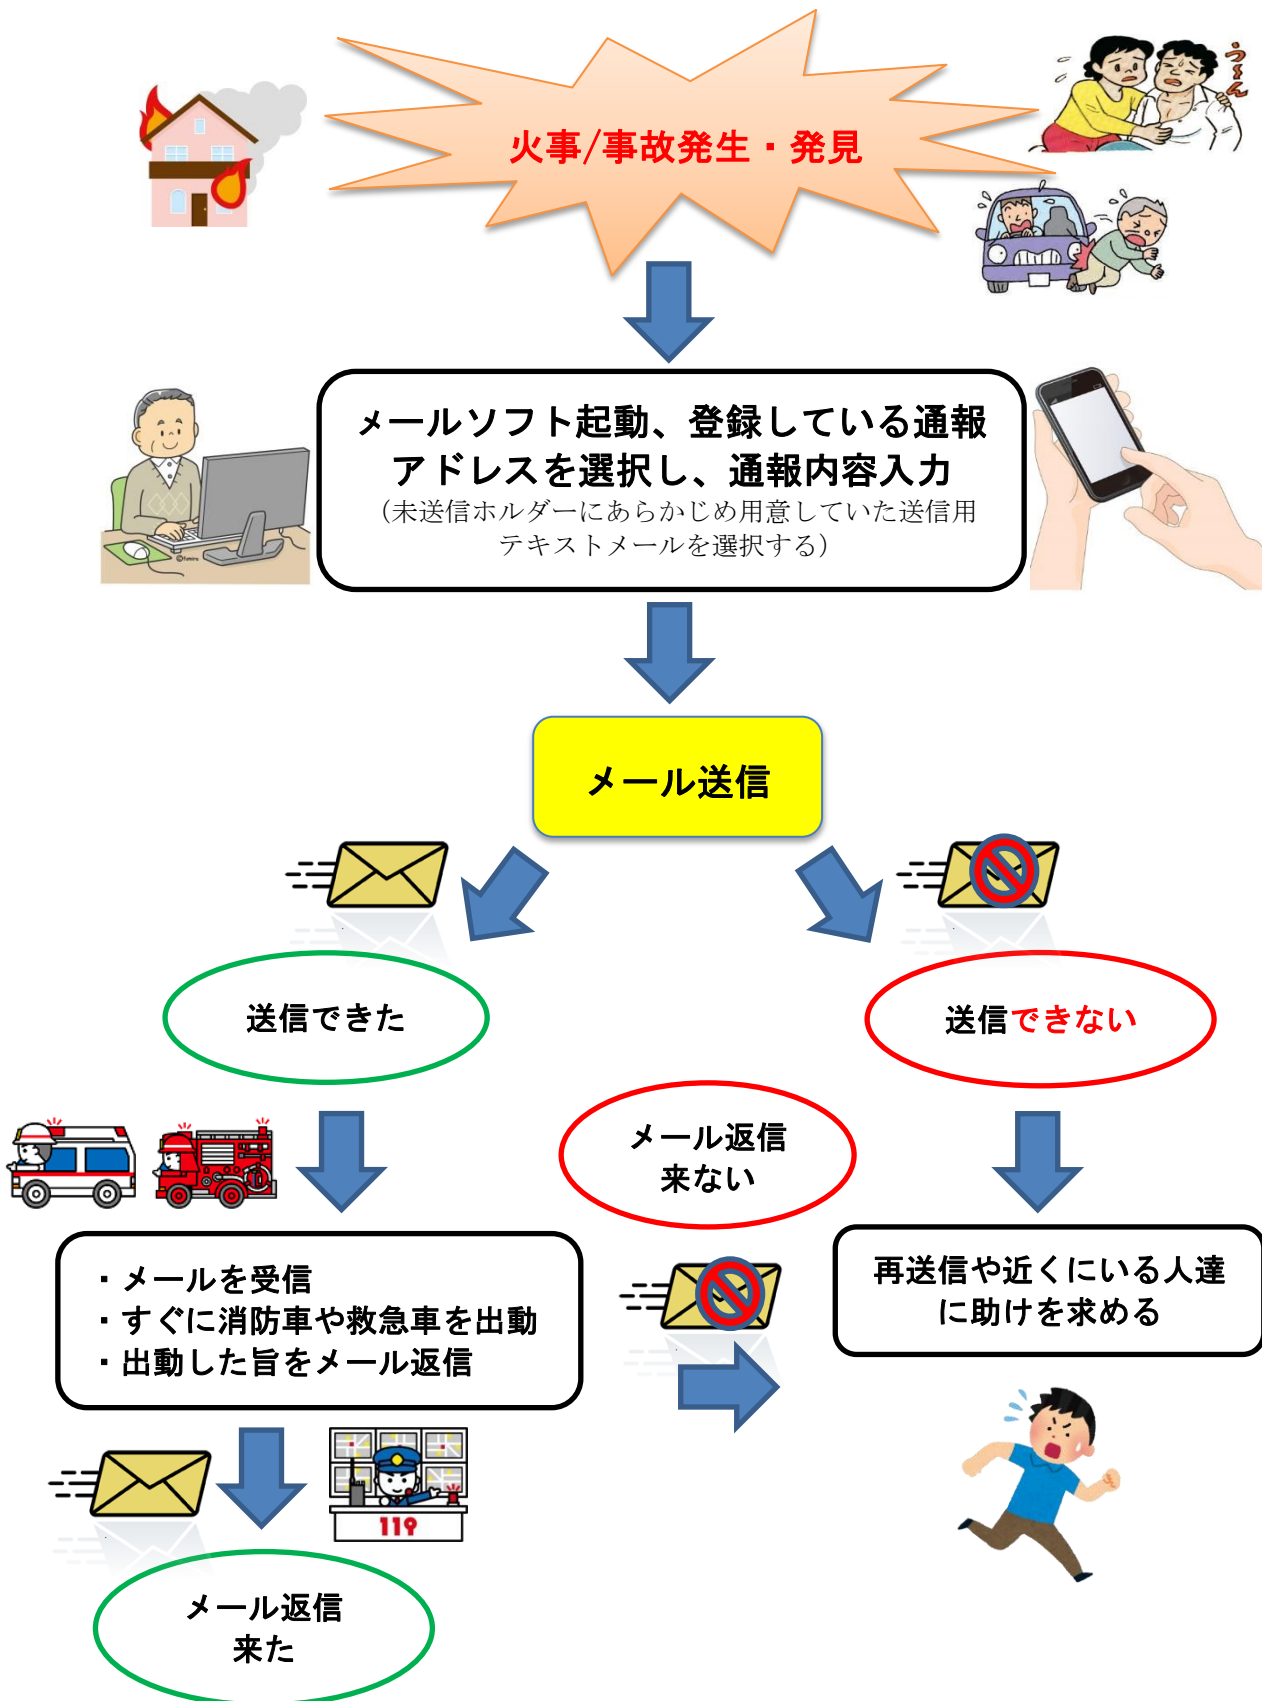 火事/事故発生・発見
う~ん
メールソフト起動、登録している通報
アドレスを選択し、通報内容入力
(未送信ホルダーにあらかじめ用意していた送信用
テキストメールを選択する)
メール送信
送信できた
送信できない
メール返信
来ない
・メールを受信
・すぐに消防車や救急車を出動
・出動した旨をメール返信
再送信や近くにいる人達
に助けを求める
119
メール返信
来た